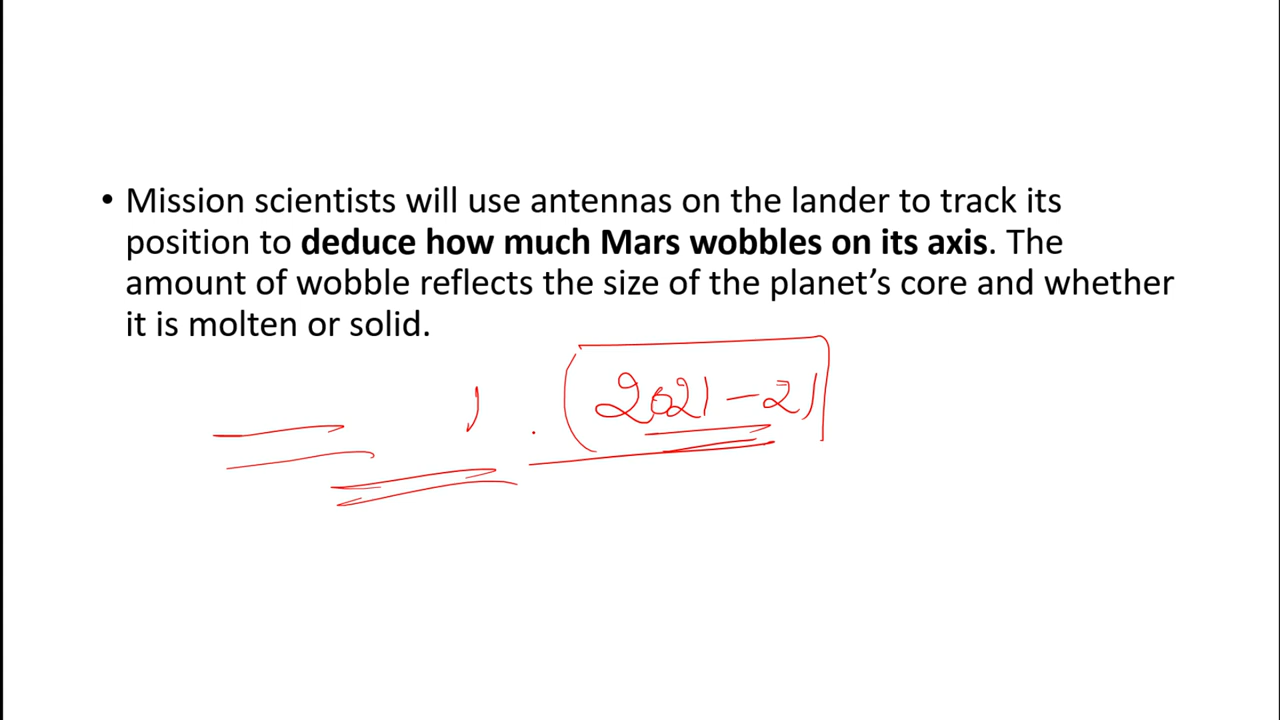 • Mission scientists will use antennas on the lander to track its
position to deduce how much Mars wobbles on its axis. The
amount of wobble reflects the size of the planet’s core and whether
it is molten or solid.
2021-21